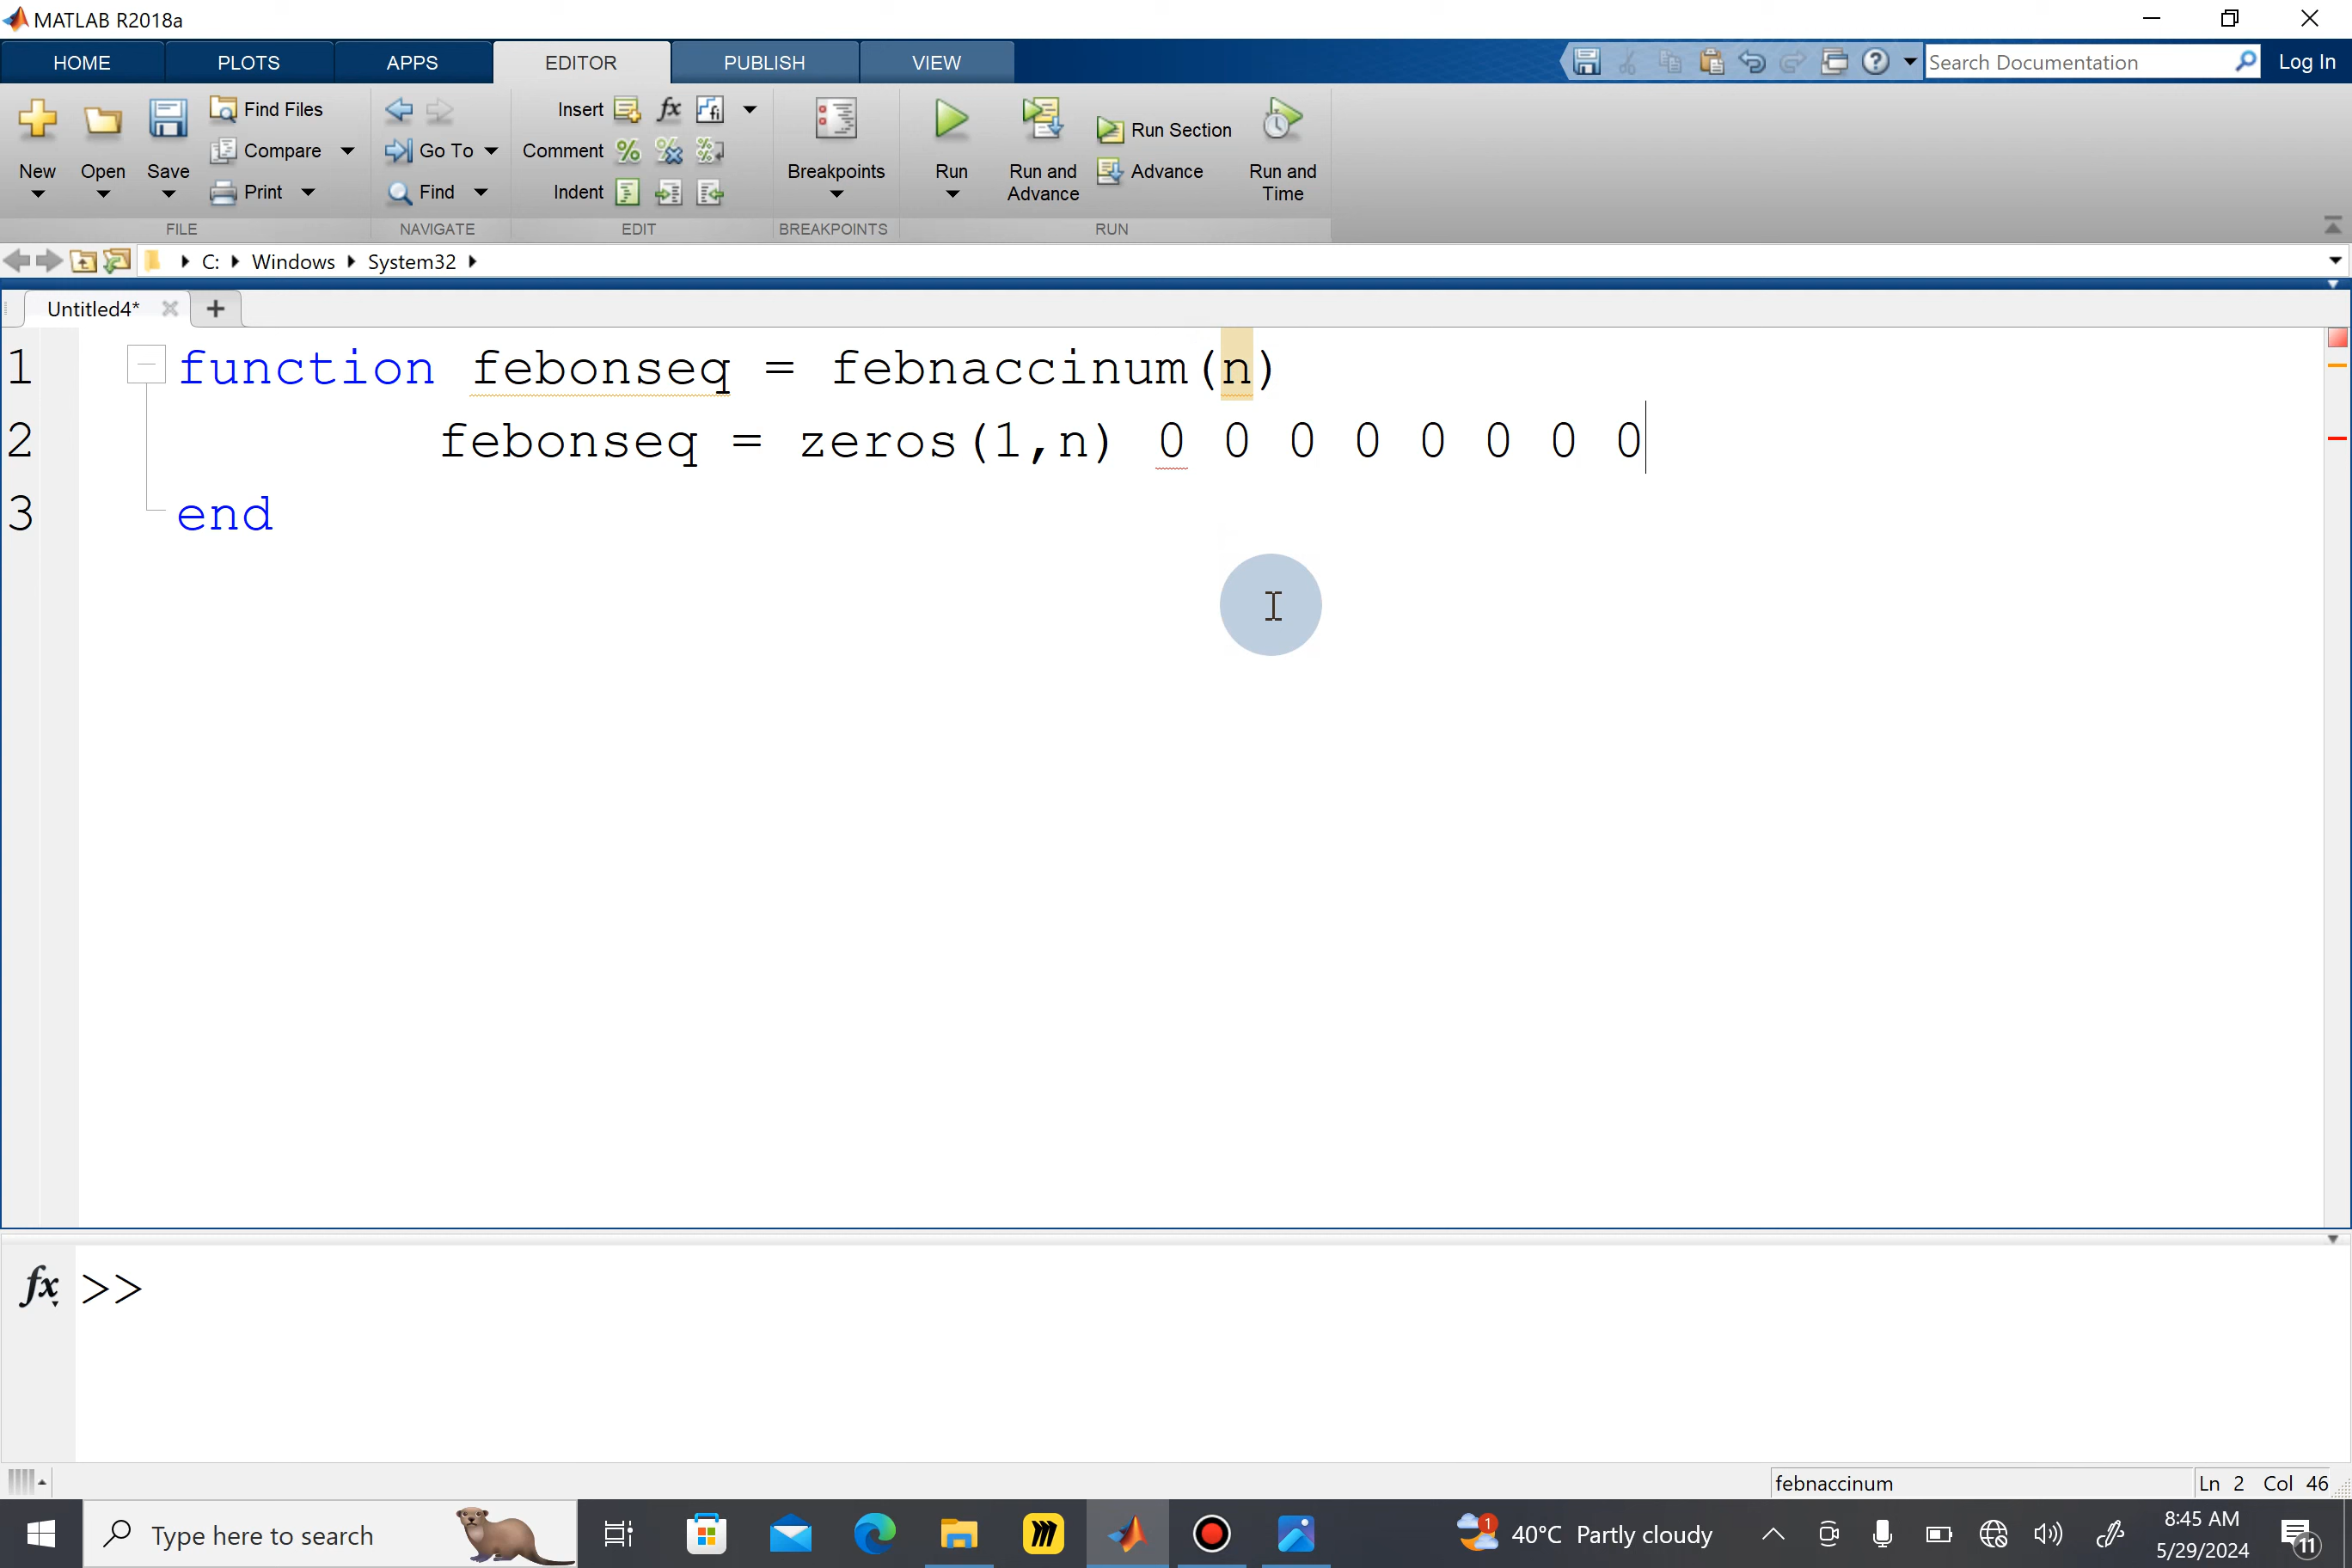 MATLAB R2018a
HOME PLOTS APPS EDITOR PUBLISH VIEW Search Documentation Log In
New Open Save Find Files Compare Print Go To Find Insert Comment Indent Breakpoints Run Run and Advance Run Section Advance Run and Time
FILE NAVIGATE EDIT BREAKPOINTS RUN
C: Windows System32
Untitled4*
1 function febonseq = febnaccinum(n)
2 febonseq = zeros(1,n) 0 0 0 0 0 0 0 0
3 end
fx >>
febnaccinum Ln 2 Col 46
Type here to search 1 40°C Partly cloudy 8:45 AM
5/29/2024 11